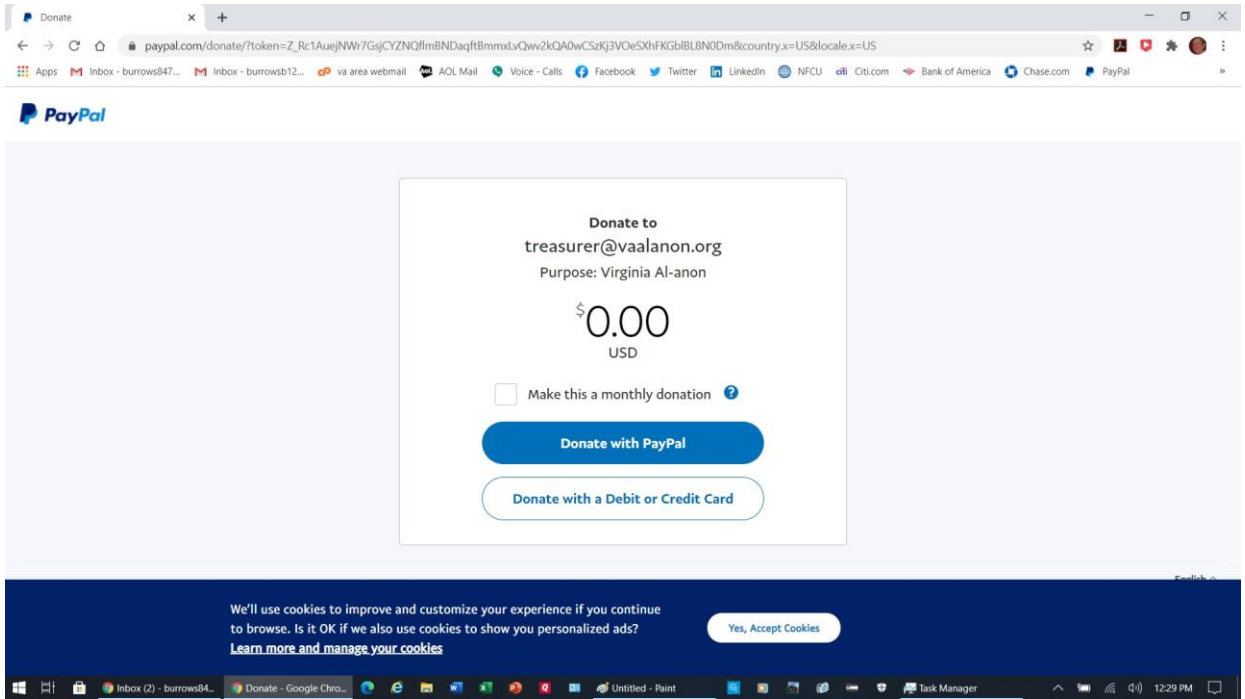 Donate
paypal.com/donate/?token=Z_Rc1AuejNWr7GsjCYZNQflmBNDaqftBmmxLvQwv2kQA0wCSzKj3VOeSXhFKGblBL8N0Dm&country.x=US&locale.x=US
Apps Inbox - burrows847... Inbox - burrowsb12... va area webmail AOL Mail Voice - Calls Facebook Twitter LinkedIn NFCU citi Citi.com Bank of America Chase.com PayPal »
PayPal
Donate to
treasurer@vaalanon.org
Purpose: Virginia Al-anon
$0.00
USD
Make this a monthly donation ?
Donate with PayPal
Donate with a Debit or Credit Card
English
We'll use cookies to improve and customize your experience if you continue
to browse. Is it OK if we also use cookies to show you personalized ads?
Learn more and manage your cookies
Yes, Accept Cookies
Inbox (2) - burrows84... Donate - Google Chro... Untitled - Paint Task Manager 12:29 PM